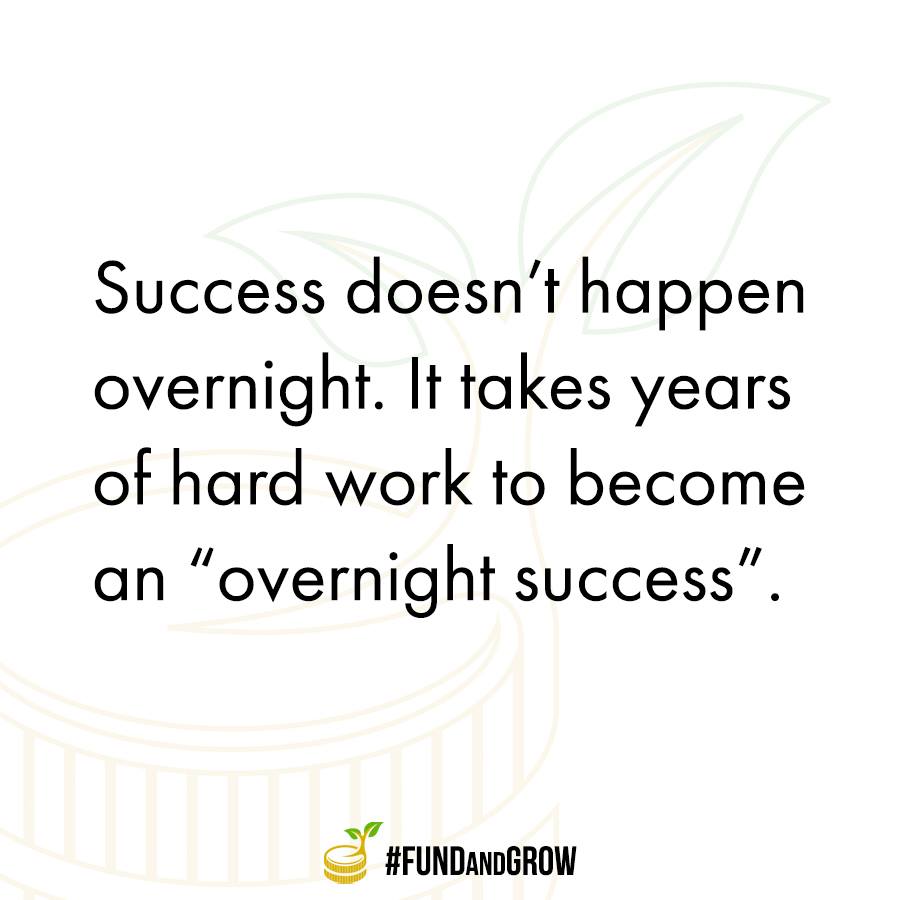 Success doesn’t happen
overnight. It takes years
of hard work to become
an “overnight success”.
#FUNDANDGROW